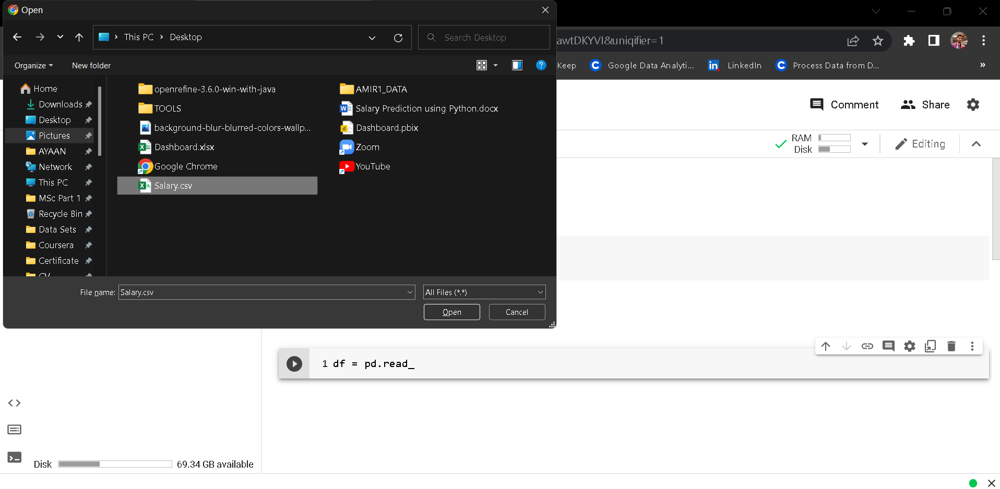 Open
This PC > Desktop
Search Desktop
awtDKYVI&uniqifier=1
Organize
New folder
Keep
Google Data Analyti...
LinkedIn
Process Data from D...
»
Home
Downloads
Desktop
Pictures
AYAAN
Network
This PC
MSc Part 1
Recycle Bin
Data Sets
Coursera
Certificate
CV
openrefine-3.6.0-win-with-java
TOOLS
background-blur-blurred-colors-wallp...
Dashboard.xlsx
Google Chrome
Salary.csv
AMIR1_DATA
Salary Prediction using Python.docx
Dashboard.pbix
Zoom
YouTube
File name:
Salary.csv
All Files (*.*)
Open
Cancel
Comment
Share
RAM
Disk
Editing
1 df = pd.read_
Disk
69.34 GB available